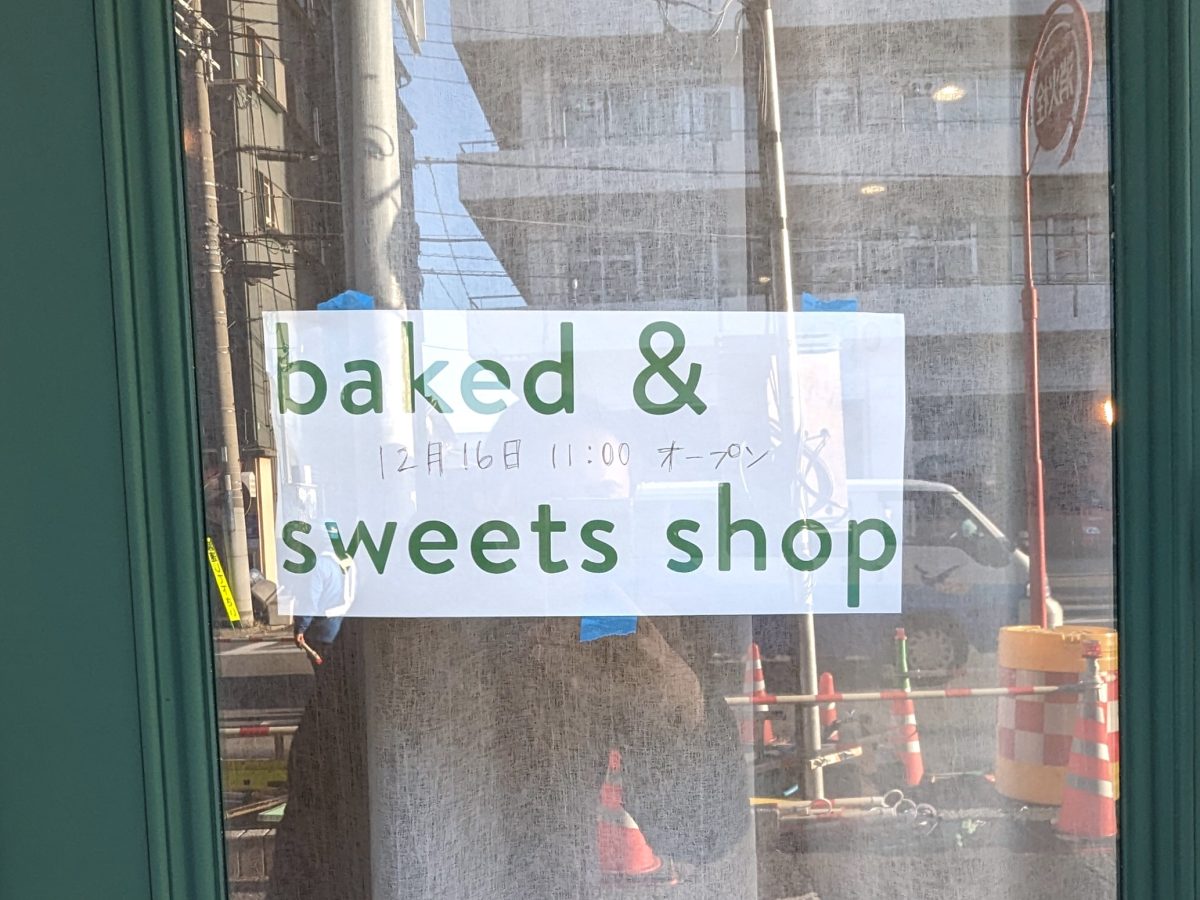 baked &
12月16日 11:00 オープン
sweets shop